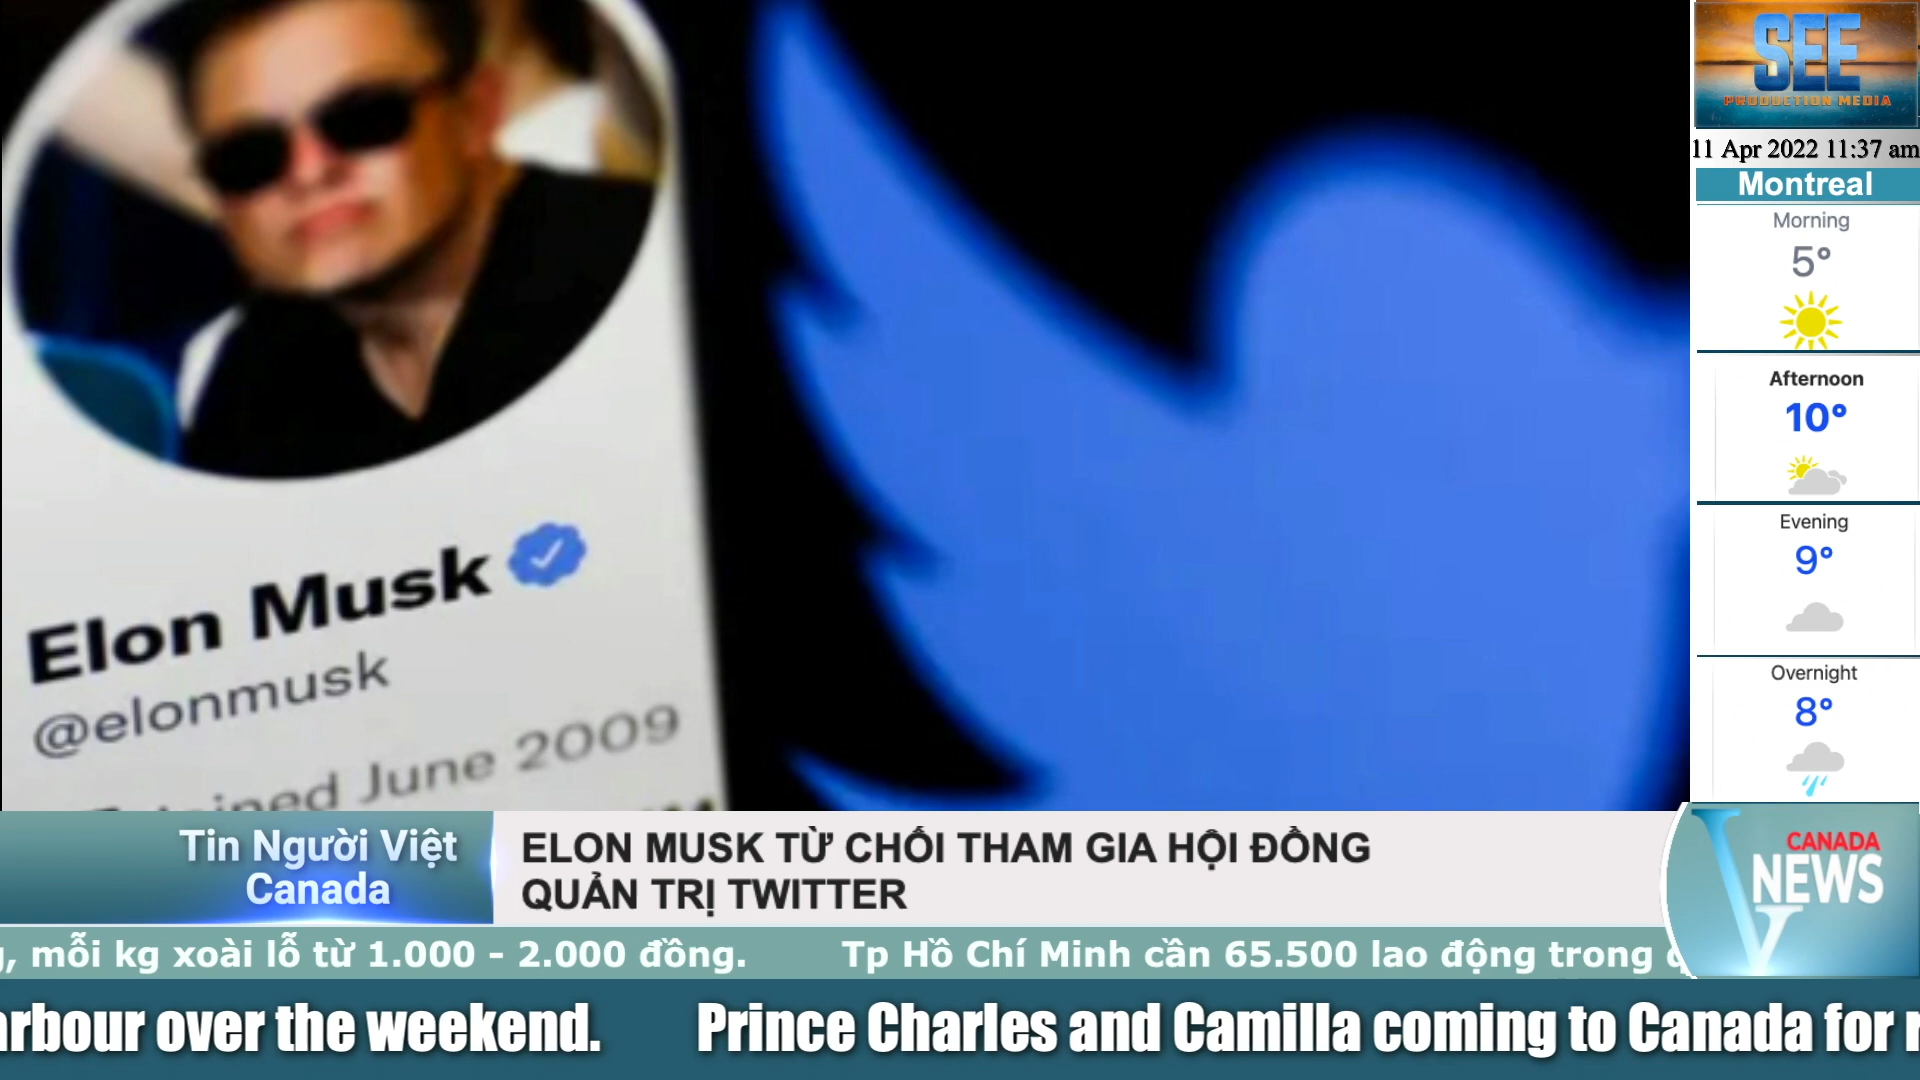 Elon Musk
@elonmusk
June 2009
SEE
PRODUCTION MEDIA
11 Apr 2022 11:37 am
Montreal
Morning
5°
Afternoon
10°
Evening
9°
Overnight
8°
Tin Người Việt
Canada
ELON MUSK TỪ CHỐI THAM GIA HỘI ĐỒNG
QUẢN TRỊ TWITTER
CANADA
V NEWS
, mỗi kg xoài lỗ từ 1.000 - 2.000 đồng. Tp Hồ Chí Minh cần 65.500 lao động trong
arbour over the weekend. Prince Charles and Camilla coming to Canada for